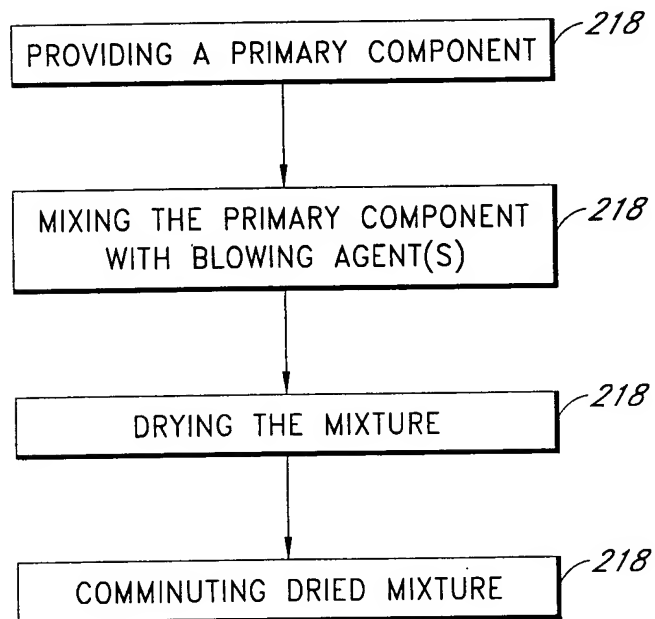 PROVIDING A PRIMARY COMPONENT
218
MIXING THE PRIMARY COMPONENT
WITH BLOWING AGENT(S)
218
DRYING THE MIXTURE
218
COMMINUTING DRIED MIXTURE
218